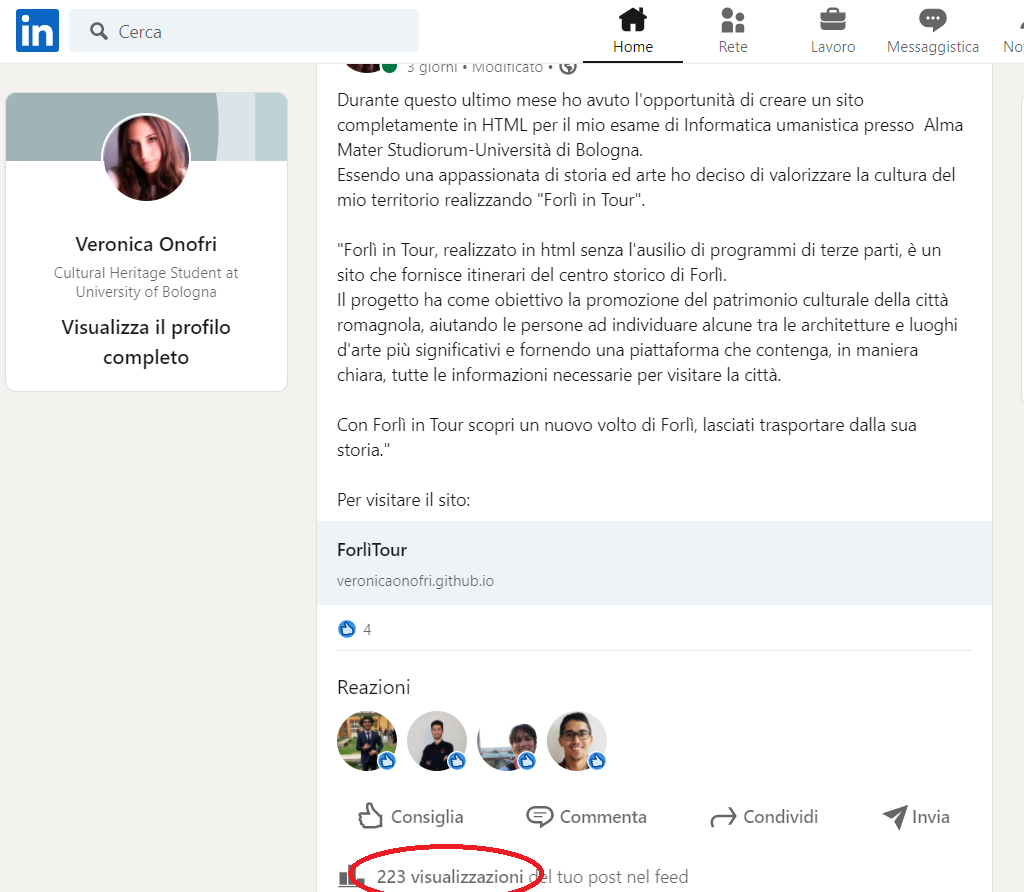 in
Cerca
Home
Rete
Lavoro
Messaggistica
3 giorni • Modificato •
Veronica Onofri
Cultural Heritage Student at
University of Bologna
Visualizza il profilo
completo
Durante questo ultimo mese ho avuto l'opportunità di creare un sito
completamente in HTML per il mio esame di Informatica umanistica presso  Alma
Mater Studiorum-Università di Bologna.
Essendo una appassionata di storia ed arte ho deciso di valorizzare la cultura del
mio territorio realizzando "Forlì in Tour".
"Forlì in Tour, realizzato in html senza l'ausilio di programmi di terze parti, è un
sito che fornisce itinerari del centro storico di Forlì.
Il progetto ha come obiettivo la promozione del patrimonio culturale della città
romagnola, aiutando le persone ad individuare alcune tra le architetture e luoghi
d'arte più significativi e fornendo una piattaforma che contenga, in maniera
chiara, tutte le informazioni necessarie per visitare la città.
Con Forlì in Tour scopri un nuovo volto di Forlì, lasciati trasportare dalla sua
storia."
Per visitare il sito:
ForlìTour
veronicaonofri.github.io
4
Reazioni
Consiglia
Commenta
Condividi
Invia
223 visualizzazioni del tuo post nel feed